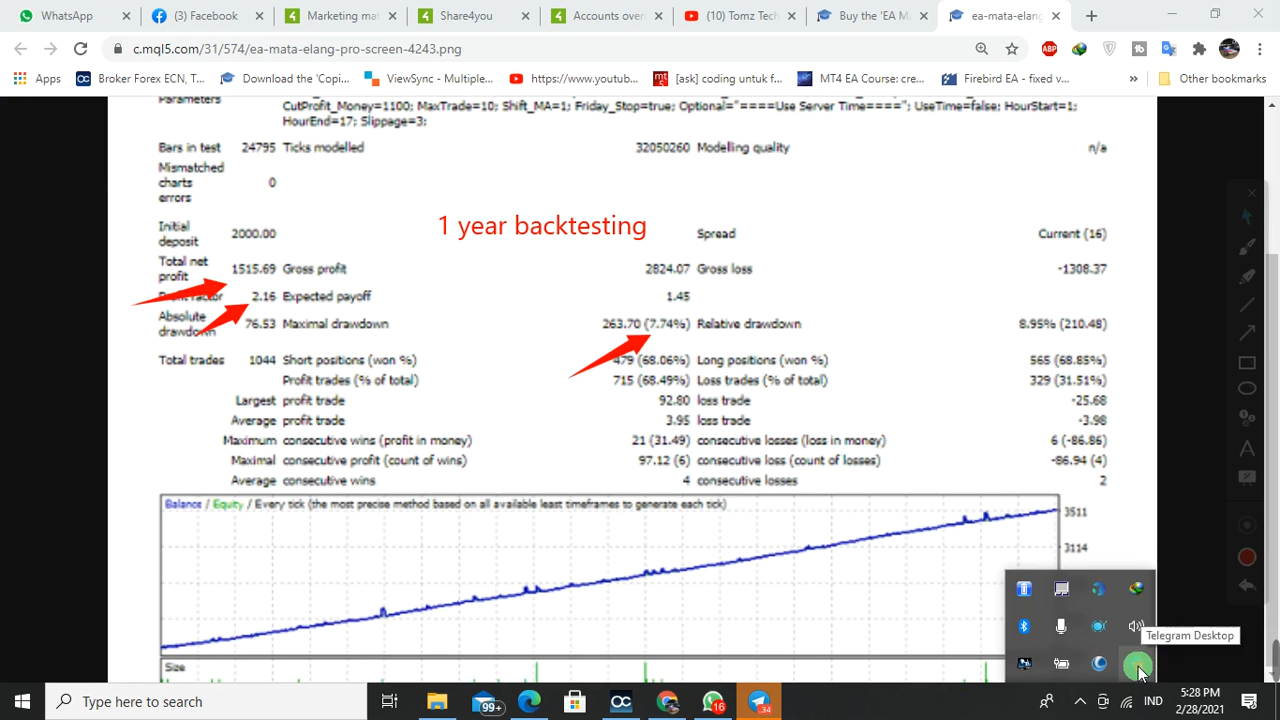 WhatsApp
(3) Facebook
Marketing ma
Share4you
Accounts over
(10) Tomz Tech
Buy the 'EA M
ea-mata-elang
c.mql5.com/31/574/ea-mata-elang-pro-screen-4243.png
ABP
Apps
Broker Forex ECN, T...
Download the 'Copi...
ViewSync - Multiple...
https://www.youtub...
[ask] coding untuk f...
MT4 EA Course: cre...
Firebird EA - fixed v...
»
Other bookmarks
Parameters
CutProfit_Money=1100; MaxTrade=10; Shift_MA=1; Friday_Stop=true; Optional="====Use Server Time===="; UseTime=false; HourStart=1;
HourEnd=17; Slippage=3;
Bars in test 24795 Ticks modelled 32050260 Modelling quality n/a
Mismatched
charts 0
errors
1 year backtesting
Initial
deposit 2000.00 Spread Current (16)
Total net
profit 1515.69 Gross profit 2824.07 Gross loss -1308.37
Profit factor 2.16 Expected payoff 1.45
Absolute
drawdown 76.53 Maximal drawdown 263.70 (7.74%) Relative drawdown 8.95% (210.48)
Total trades 1044 Short positions (won %) 479 (68.06%) Long positions (won %) 565 (68.85%)
Profit trades (% of total) 715 (68.49%) Loss trades (% of total) 329 (31.51%)
Largest profit trade 92.80 loss trade -25.68
Average profit trade 3.95 loss trade -3.98
Maximum consecutive wins (profit in money) 21 (31.49) consecutive losses (loss in money) 6 (-86.86)
Maximal consecutive profit (count of wins) 97.12 (6) consecutive loss (count of losses) -86.94 (4)
Average consecutive wins 4 consecutive losses 2
Balance / Equity / Every tick (the most precise method based on all available least timeframes to generate each tick)
3511
3114
Size
Telegram Desktop
Type here to search
99+
16
34
IND
5:28 PM
2/28/2021